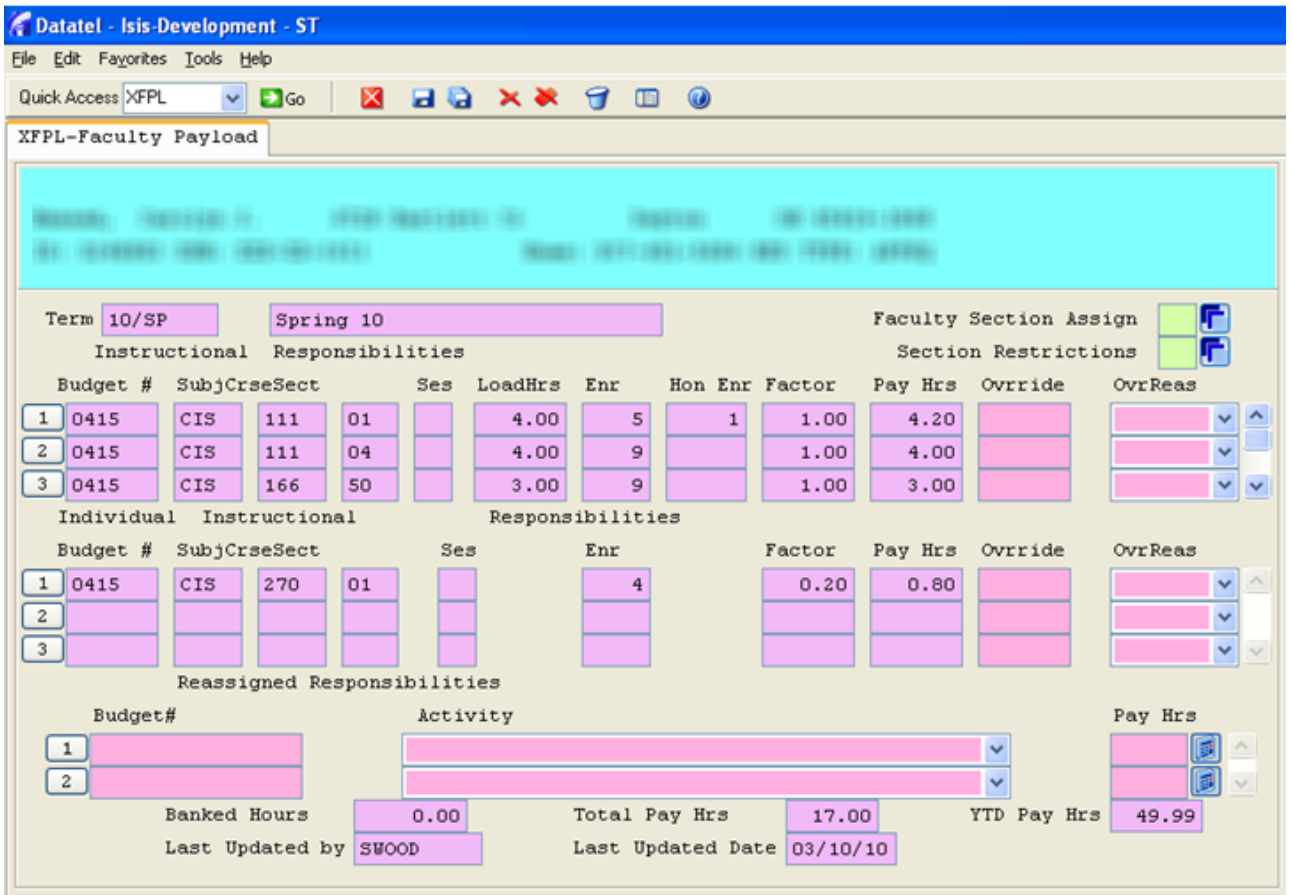 Datatel - Isis-Development - ST
File Edit Favorites Tools Help
Quick Access XFPL Go
XFPL-Faculty Payload
Term 10/SP Spring 10 Faculty Section Assign
Instructional Responsibilities Section Restrictions
Budget # SubjCrseSect Ses LoadHrs Enr Hon Enr Factor Pay Hrs Ovrride OvrReas
1 0415 CIS 111 01 4.00 5 1 1.00 4.20
2 0415 CIS 111 04 4.00 9 1.00 4.00
3 0415 CIS 166 50 3.00 9 1.00 3.00
Individual Instructional Responsibilities
Budget # SubjCrseSect Ses Enr Factor Pay Hrs Ovrride OvrReas
1 0415 CIS 270 01 4 0.20 0.80
2
3
Reassigned Responsibilities
Budget# Activity Pay Hrs
1
2
Banked Hours 0.00 Total Pay Hrs 17.00 YTD Pay Hrs 49.99
Last Updated by SWOOD Last Updated Date 03/10/10